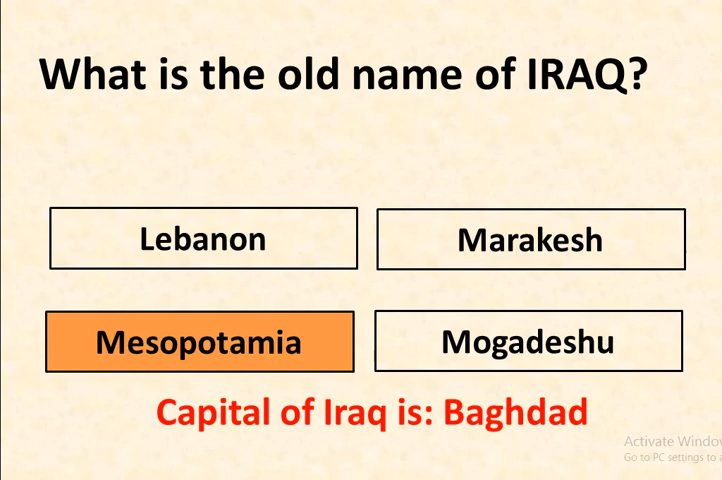 What is the old name of IRAQ?
Lebanon
Marakesh
Mesopotamia
Mogadeshu
Capital of Iraq is: Baghdad
Activate Window
Go to PC settings to a